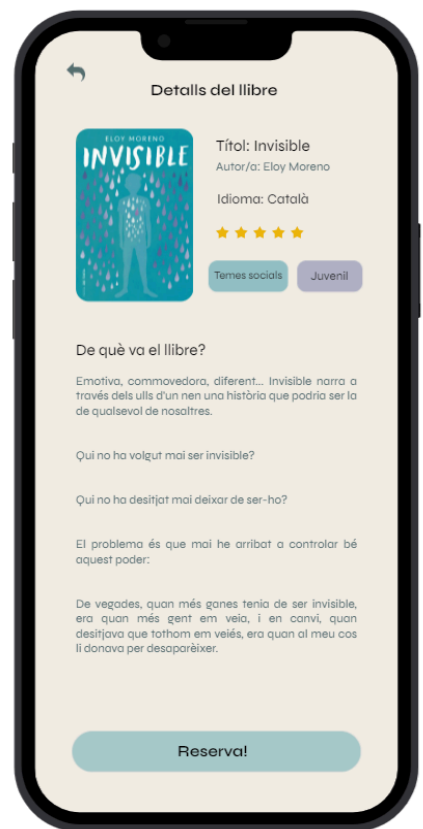 Detalls del llibre
ELOY MORENO
INVISIBLE
Títol: Invisible
Autor/a: Eloy Moreno
Idioma: Català
Temes socials
Juvenil
De què va el llibre?
Emotiva, commovedora, diferent... Invisible narra a
través dels ulls d'un nen una història que podria ser la
de qualsevol de nosaltres.
Qui no ha volgut mai ser invisible?
Qui no ha desitjat mai deixar de ser-ho?
El problema és que mai he arribat a controlar bé
aquest poder:
De vegades, quan més ganes tenia de ser invisible,
era quan més gent em veia, i en canvi, quan
desitjava que tothom em veiés, era quan al meu cos
li donava per desaparèixer.
Reserva!